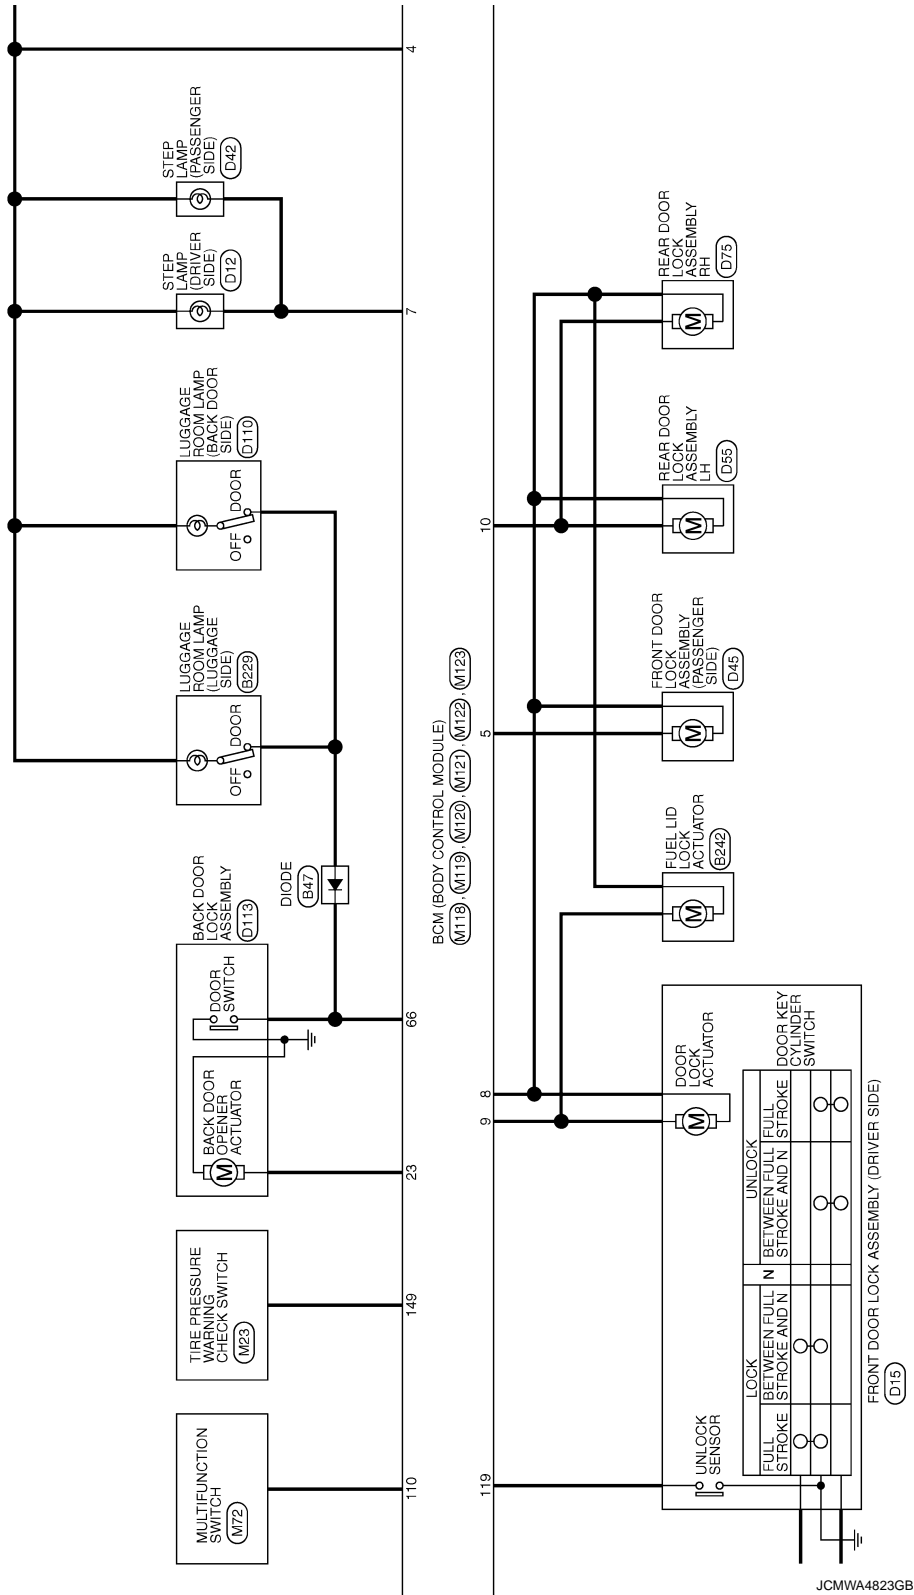 MULTIFUNCTION
SWITCH
M72
110
TIRE PRESSURE
WARNING
CHECK SWITCH
M23
149
BACK DOOR
LOCK
ASSEMBLY
D113
BACK DOOR
OPENER
ACTUATOR
M
DOOR
SWITCH
23
66
DIODE
B47
LUGGAGE
ROOM LAMP
(LUGGAGE
SIDE)
B229
OFF
DOOR
LUGGAGE
ROOM LAMP
(BACK DOOR
SIDE)
D110
OFF
DOOR
STEP
LAMP
(DRIVER
SIDE)
D12
7
STEP
LAMP
(PASSENGER
SIDE)
D42
4
BCM (BODY CONTROL MODULE)
M118 , M119 , M120 , M121 , M122 , M123
119
9
8
5
10
UNLOCK
SENSOR
DOOR
LOCK
ACTUATOR
M
DOOR KEY
CYLINDER
SWITCH
LOCK
UNLOCK
FULL
STROKE
BETWEEN FULL
STROKE AND N
N
BETWEEN FULL
STROKE AND N
FULL
STROKE
FRONT DOOR LOCK ASSEMBLY (DRIVER SIDE)
D15
FUEL LID
LOCK
ACTUATOR
B242
M
FRONT DOOR
LOCK
ASSEMBLY
(PASSENGER
SIDE)
D45
M
REAR DOOR
LOCK
ASSEMBLY
LH
D55
M
REAR DOOR
LOCK
ASSEMBLY
RH
D75
M
JCMWA4823GB